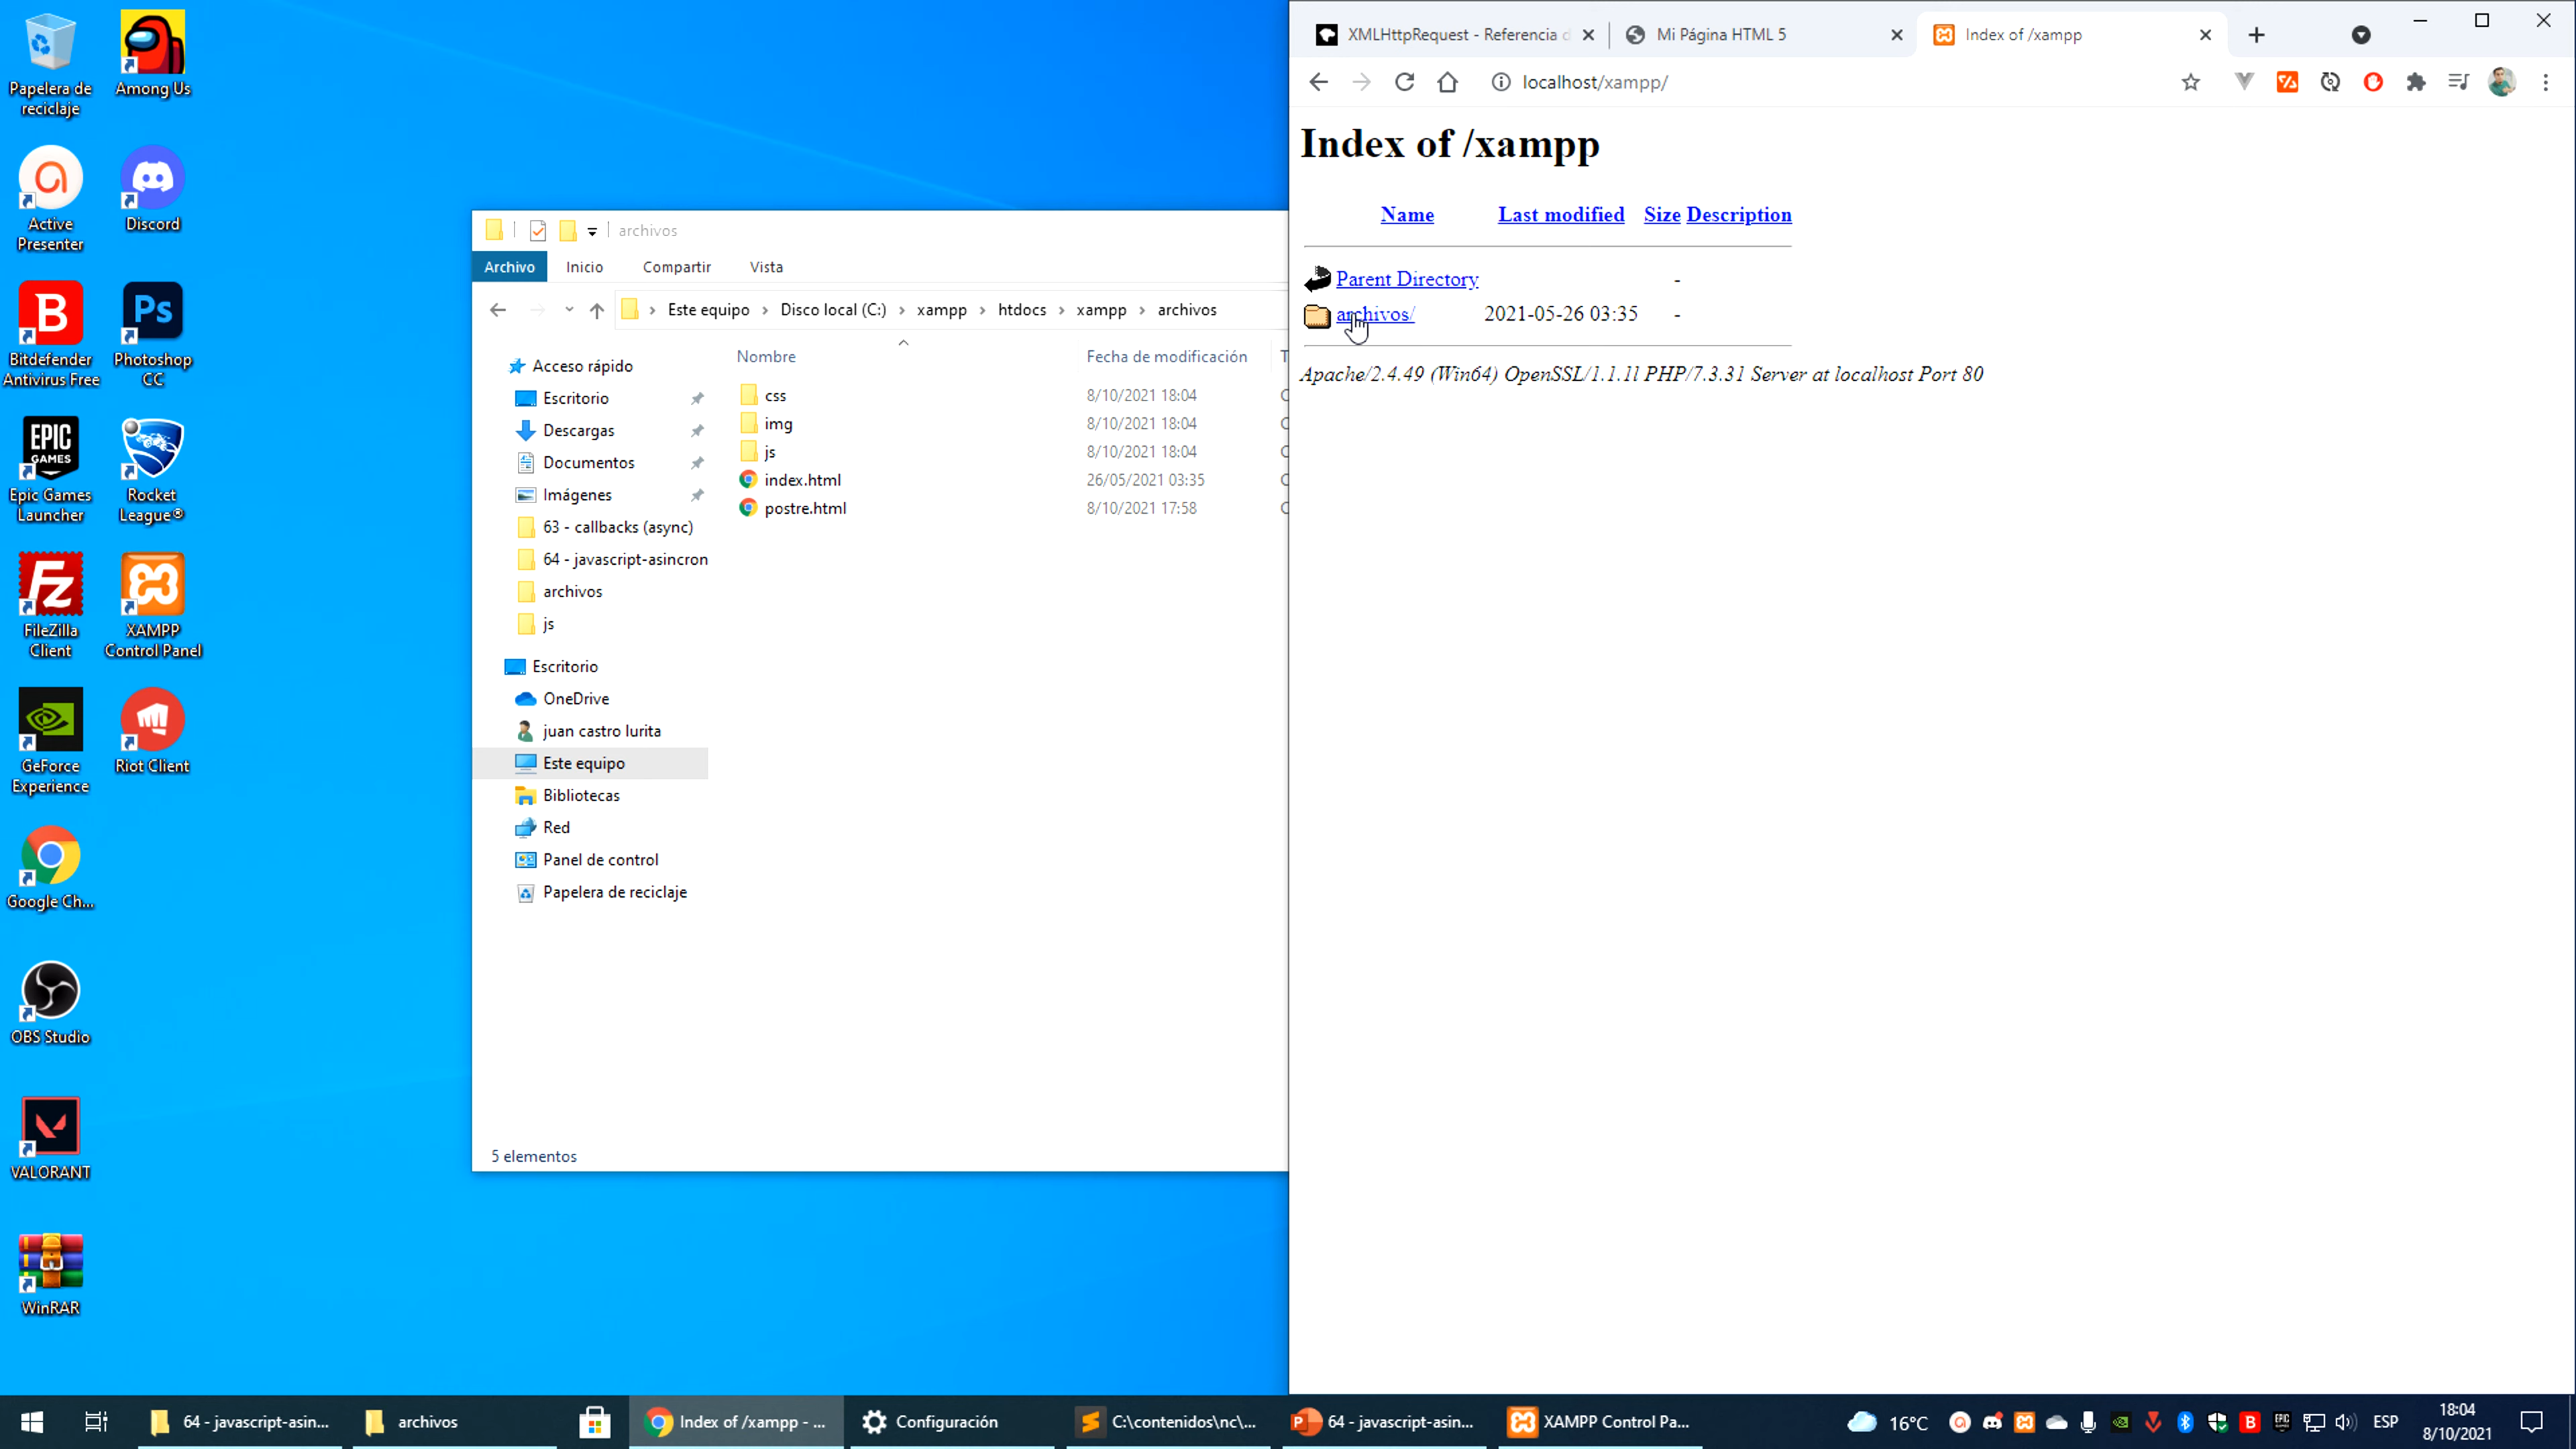 Papelera de
reciclaje
Among Us
Active
Presenter
Discord
Bitdefender
Antivirus Free
Ps
Photoshop
CC
EPIC
GAMES
Epic Games
Launcher
Rocket
League®
FileZilla
Client
XAMPP
Control Panel
GeForce
Experience
Riot Client
Google Ch...
OBS Studio
VALORANT
WinRAR
archivos
Archivo
Inicio
Compartir
Vista
Este equipo
Disco local (C:)
xampp
htdocs
xampp
archivos
Nombre
Fecha de modificación
Acceso rápido
Escritorio
Descargas
Documentos
Imágenes
63 - callbacks (async)
64 - javascript-asincron
archivos
js
Escritorio
OneDrive
juan castro lurita
Este equipo
Bibliotecas
Red
Panel de control
Papelera de reciclaje
css 8/10/2021 18:04
img 8/10/2021 18:04
js 8/10/2021 18:04
index.html 26/05/2021 03:35
postre.html 8/10/2021 17:58
5 elementos
XMLHttpRequest - Referencia d
Mi Página HTML 5
Index of /xampp
localhost/xampp/
Index of /xampp
Name Last modified Size Description
Parent Directory -
archivos/ 2021-05-26 03:35 -
Apache/2.4.49 (Win64) OpenSSL/1.1.1l PHP/7.3.31 Server at localhost Port 80
64 - javascript-asin...
archivos
Index of /xampp - ...
Configuración
C:\contenidos\nc\...
64 - javascript-asin...
XAMPP Control Pa...
16°C
ESP
18:04
8/10/2021